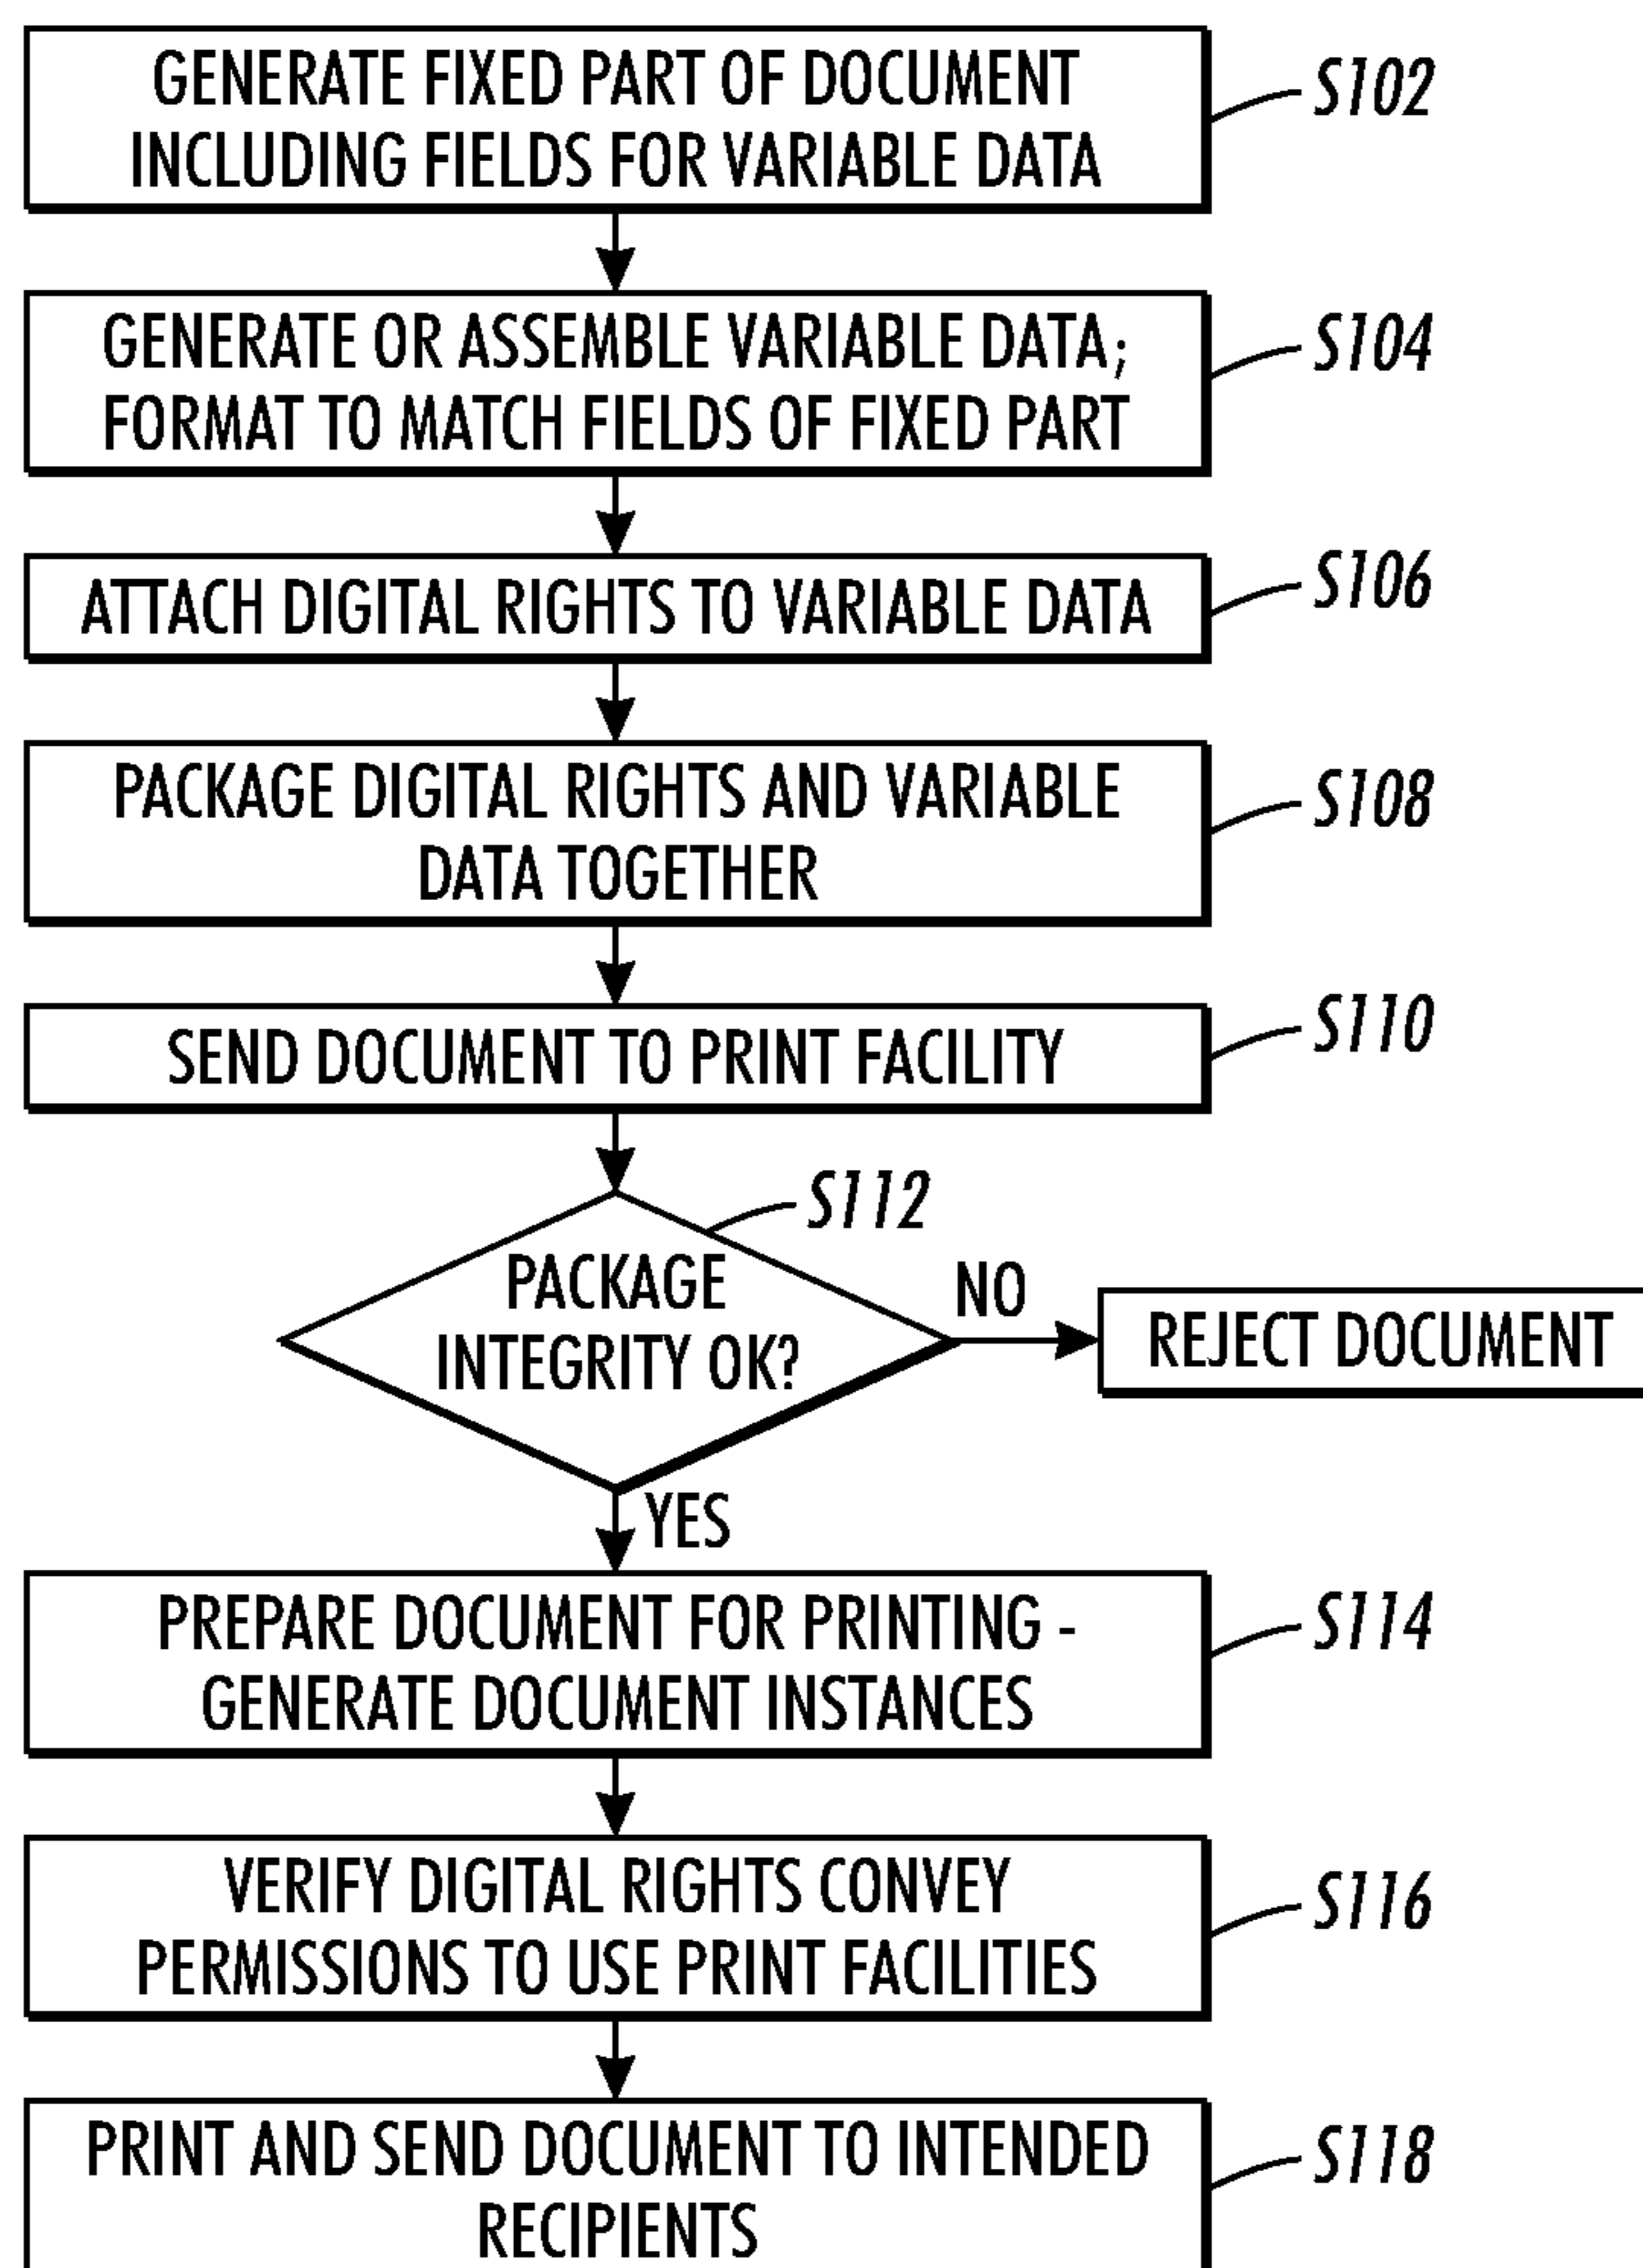 GENERATE FIXED PART OF DOCUMENT
INCLUDING FIELDS FOR VARIABLE DATA
S102
GENERATE OR ASSEMBLE VARIABLE DATA;
FORMAT TO MATCH FIELDS OF FIXED PART
S104
ATTACH DIGITAL RIGHTS TO VARIABLE DATA
S106
PACKAGE DIGITAL RIGHTS AND VARIABLE
DATA TOGETHER
S108
SEND DOCUMENT TO PRINT FACILITY
S110
S112
PACKAGE
INTEGRITY OK?
NO
REJECT DOCUMENT
YES
PREPARE DOCUMENT FOR PRINTING -
GENERATE DOCUMENT INSTANCES
S114
VERIFY DIGITAL RIGHTS CONVEY
PERMISSIONS TO USE PRINT FACILITIES
S116
PRINT AND SEND DOCUMENT TO INTENDED
RECIPIENTS
S118